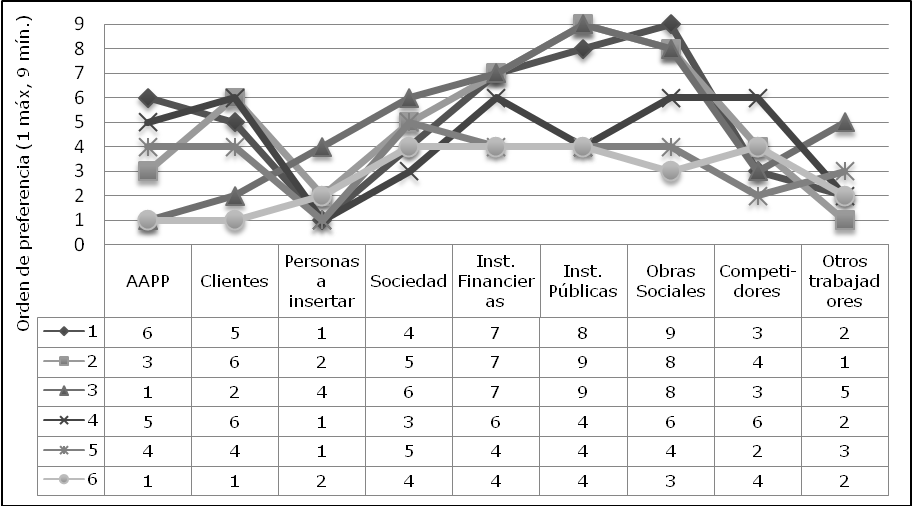 Orden de preferencia (1 máx, 9 mín.)
9
8
7
6
5
4
3
2
1
0
AAPP
Clientes
Personas
a
insertar
Sociedad
Inst.
Financier
as
Inst.
Públicas
Obras
Sociales
Competi-
dores
Otros
trabajad
ores
1 6 5 1 4 7 8 9 3 2
2 3 6 2 5 7 9 8 4 1
3 1 2 4 6 7 9 8 3 5
4 5 6 1 3 6 4 6 6 2
5 4 4 1 5 4 4 4 2 3
6 1 1 2 4 4 4 3 4 2